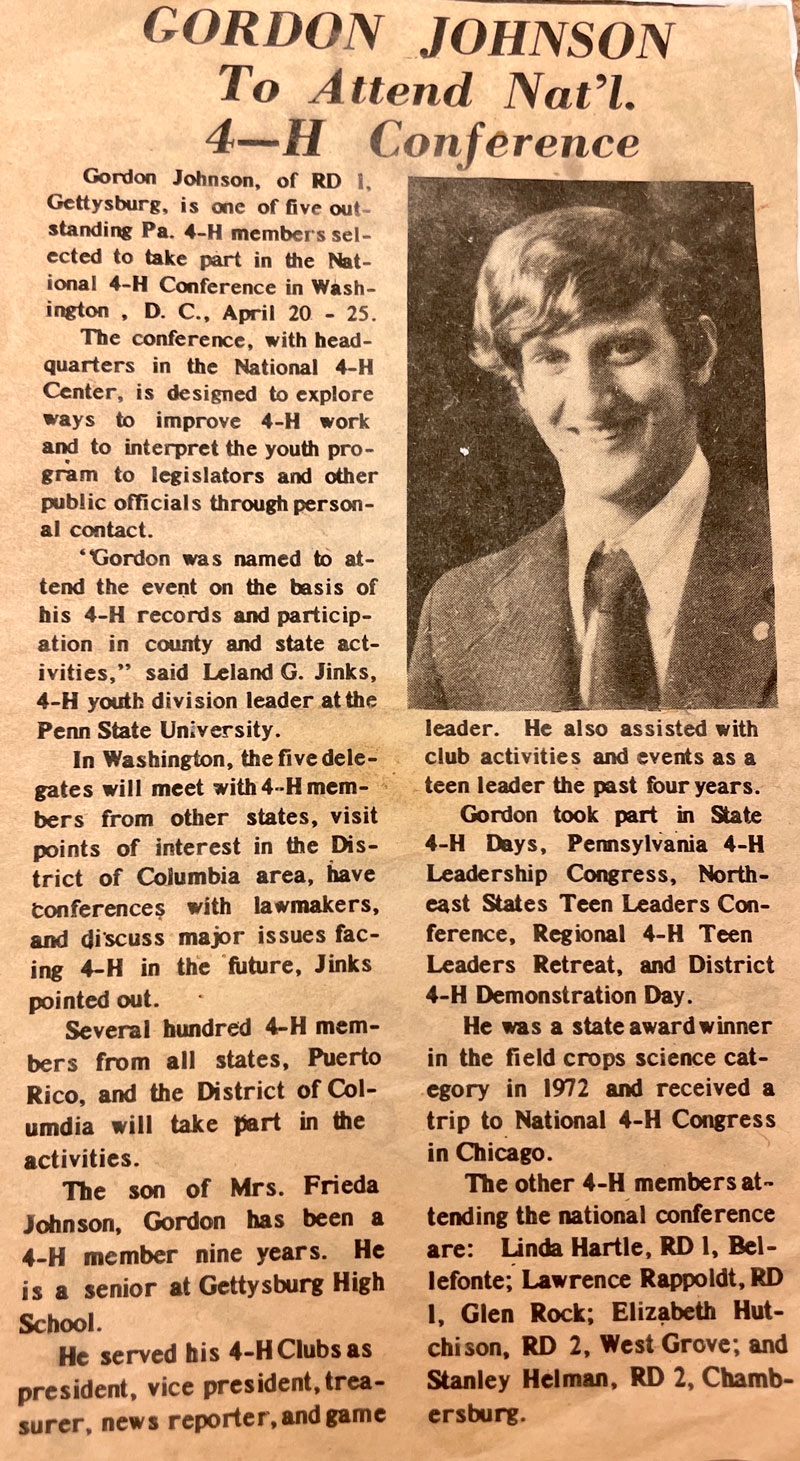 GORDON JOHNSON
To Attend Nat'l.
4—H Conference
Gordon Johnson, of RD 1,
Gettysburg, is one of five out-
standing Pa. 4-H members sel-
ected to take part in the Nat-
ional 4-H Conference in Wash-
ington , D. C., April 20 - 25.
The conference, with head-
quarters in the National 4-H
Center, is designed to explore
ways to improve 4-H work
and to interpret the youth pro-
gram to legislators and other
public officials through person-
al contact.
"Gordon was named to at-
tend the event on the basis of
his 4-H records and particip-
ation in county and state act-
ivities," said Leland G. Jinks,
4-H youth division leader at the
Penn State University.
In Washington, the five dele-
gates will meet with 4-H mem-
bers from other states, visit
points of interest in the Dis-
trict of Columbia area, have
conferences with lawmakers,
and discuss major issues fac-
ing 4-H in the future, Jinks
pointed out.
Several hundred 4-H mem-
bers from all states, Puerto
Rico, and the District of Col-
umdia will take part in the
activities.
The son of Mrs. Frieda
Johnson, Gordon has been a
4-H member nine years. He
is a senior at Gettysburg High
School.
He served his 4-H Clubs as
president, vice president, trea-
surer, news reporter, and game
leader. He also assisted with
club activities and events as a
teen leader the past four years.
Gordon took part in State
4-H Days, Pennsylvania 4-H
Leadership Congress, North-
east States Teen Leaders Con-
ference, Regional 4-H Teen
Leaders Retreat, and District
4-H Demonstration Day.
He was a state award winner
in the field crops science cat-
egory in 1972 and received a
trip to National 4-H Congress
in Chicago.
The other 4-H members at-
tending the national conference
are: Linda Hartle, RD 1, Bel-
lefonte; Lawrence Rappoldt, RD
1, Glen Rock; Elizabeth Hut-
chison, RD 2, West Grove; and
Stanley Helman, RD 2, Chamb-
ersburg.